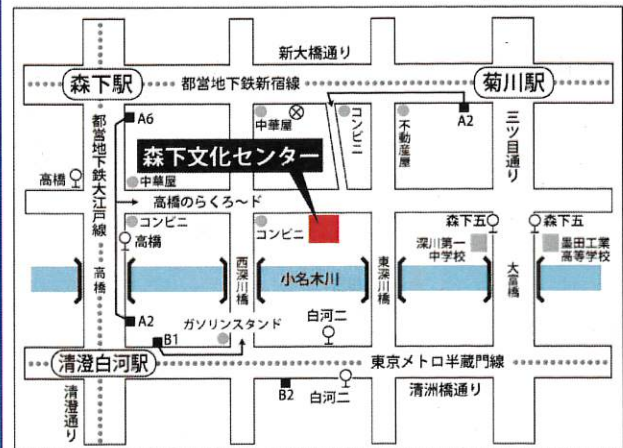 新大橋通り
森下駅
都営地下鉄新宿線
菊川駅
都営地下鉄大江戸線
A6
中華屋
コンビニ
不動産屋
A2
三ツ目通り
森下文化センター
高橋
中華屋
高橋のらくろ〜ド
コンビニ
高橋
コンビニ
森下五
森下五
深川第一
中学校
墨田工業
高等学校
高橋
西深川橋
小名木川
東深川橋
大富橋
A2
B1
ガソリンスタンド
白河二
清澄白河駅
東京メトロ半蔵門線
清澄通り
B2
白河二
清洲橋通り